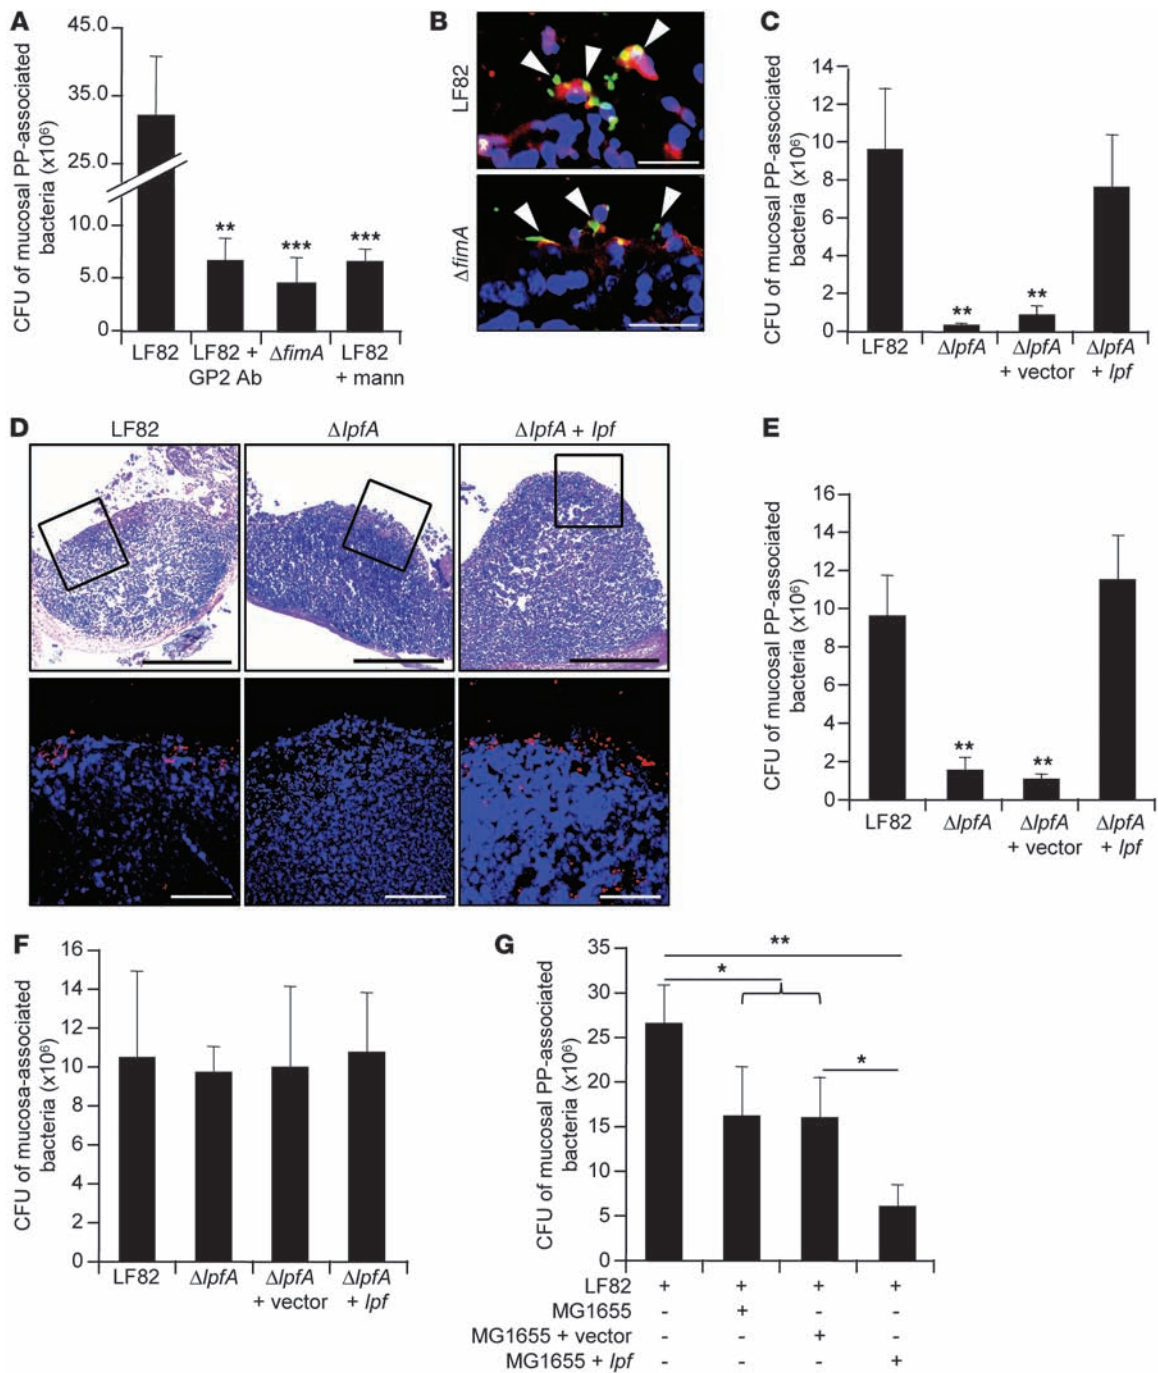 A
CFU of mucosal PP-associated
bacteria (x10⁶)
45.0
35.0
25.0
10.0
5.0
0
**
***
***
LF82
LF82 +
GP2 Ab
ΔfimA
LF82
+ mann
B
LF82
ΔfimA
C
CFU of mucosal PP-associated
bacteria (x10⁶)
14
12
10
8
6
4
2
0
**
**
LF82
ΔlpfA
ΔlpfA
+ vector
ΔlpfA
+ lpf
D
LF82
ΔlpfA
ΔlpfA + lpf
E
CFU of mucosal PP-associated
bacteria (x10⁶)
16
14
12
10
8
6
4
2
0
**
**
LF82
ΔlpfA
ΔlpfA
+ vector
ΔlpfA
+ lpf
F
CFU of mucosa-associated
bacteria (x10⁶)
16
14
12
10
8
6
4
2
0
LF82
ΔlpfA
ΔlpfA
+ vector
ΔlpfA
+ lpf
G
CFU of mucosal PP-associated
bacteria (x10⁶)
35
30
25
20
15
10
5
0
**
*
*
LF82 + + + +
MG1655 - + - -
MG1655 + vector - - + -
MG1655 + lpf - - - +